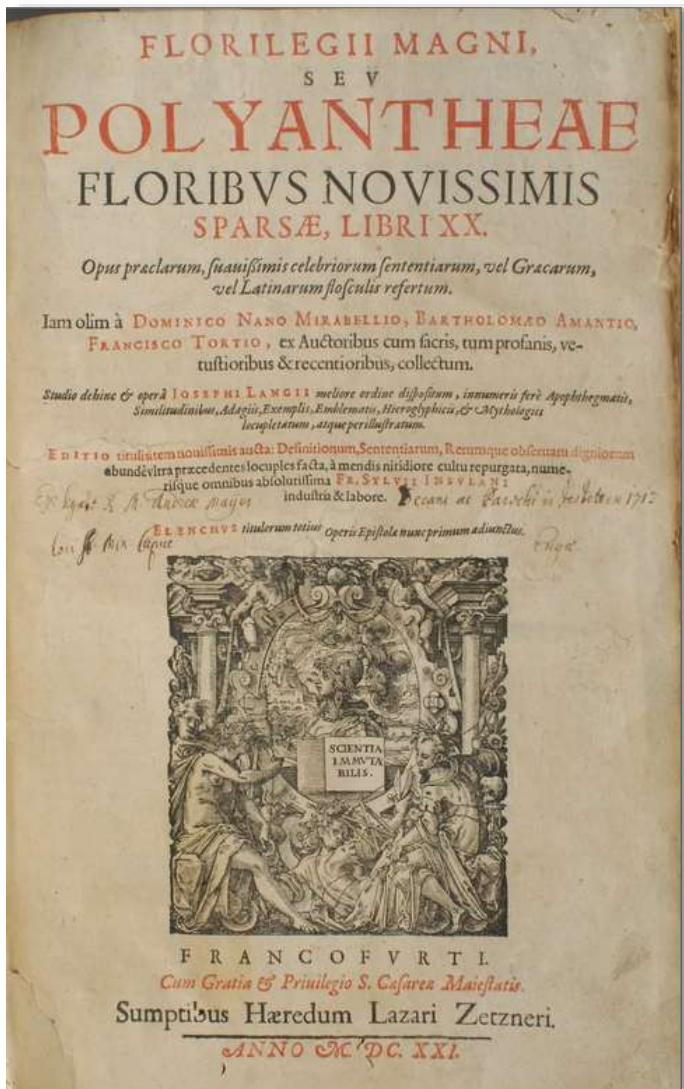 FLORILEGII MAGNI,
SEV
POLYANTHEAE
FLORIBVS NOVISSIMIS
SPARSÆ, LIBRI XX.
Opus præclarum, ſuauiſsimis celebriorum ſententiarum, vel Græcarum,
vel Latinarum floſculis refertum.
Iam olim à DOMINICO NANO MIRABELLIO, BARTHOLOMÆO AMANTIO,
FRANCISCO TORTIO, ex Auctoribus cum ſacris, tum profanis, ve-
tuſtioribus & recentioribus, collectum.
Studio dehinc & operâ IOSEPHI LANGII meliore ordine diſpoſitum, innumeris ferè Apophthegmatis,
Similitudinibus, Adagiis, Exemplis, Emblematis, Hieroglyphicis, & Mythologiis
locupletatum, atque perilluſtratum.
EDITIO titulis item nouiſſimis aucta: Definitionum, Sententiarum, Rerumque obſeruatu digniorum
abundè vltra præcedentes locuples facta, à mendis nitidiore cultu repurgata, nume-
riſque omnibus abſolutiſſima FR. SYLVII INSVLANI
induſtria & labore.
Andreæ Mayer
1713
ELENCHVS titulorum totius Operis Epiſtolæ nunc primum adiunctus.
SCIENTIA
IMMVTA
BILIS.
FRANCOFVRTI.
Cum Gratia & Priuilegio S. Cæſareæ Maieſtatis.
Sumptibus Hæredum Lazari Zetzneri.
ANNO M. DC. XXI.